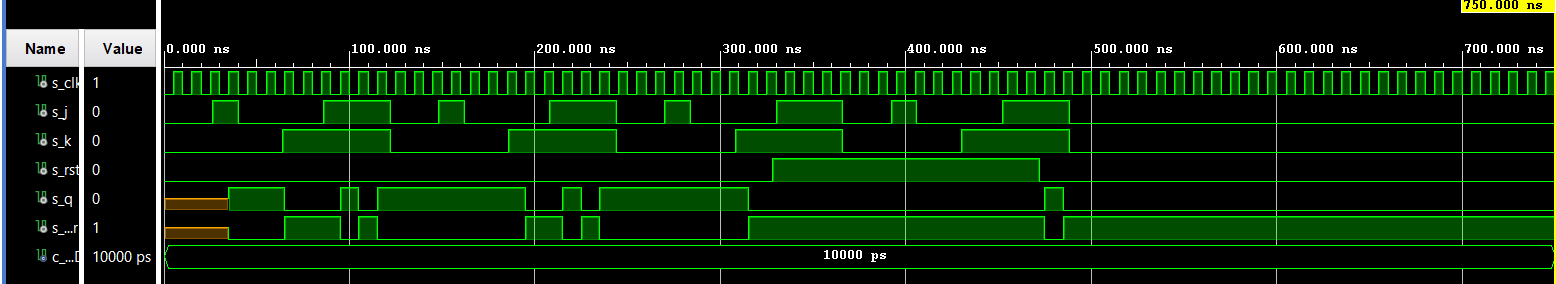 750.000 ns
Name Value
0.000 ns 100.000 ns 200.000 ns 300.000 ns 400.000 ns 500.000 ns 600.000 ns 700.000 ns
s_clk 1
s_j 0
s_k 0
s_rst 0
s_q 0
s_...r 1
c_...D 10000 ps 10000 ps